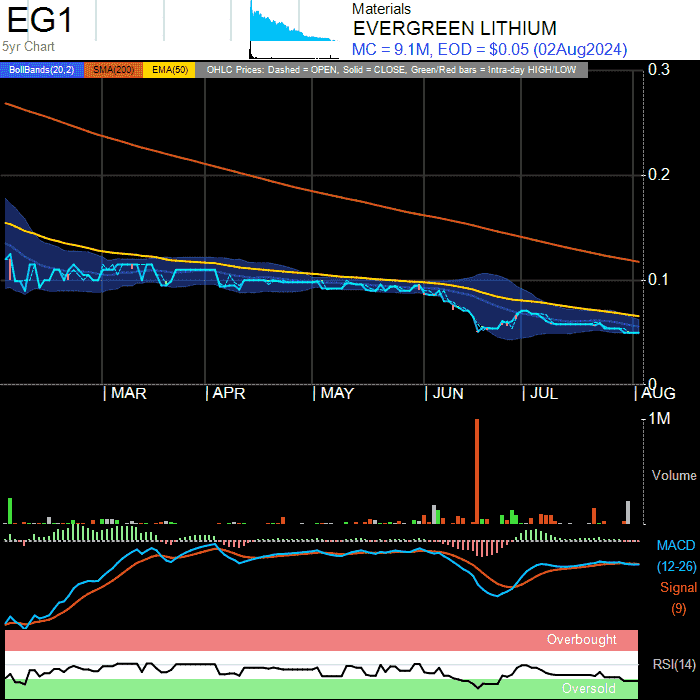 EG1
5yr Chart
Materials
EVERGREEN LITHIUM
MC = 9.1M, EOD = $0.05 (02Aug2024)
BollBands(20,2) SMA(200) EMA(50) OHLC Prices: Dashed = OPEN, Solid = CLOSE, Green/Red bars = Intra-day HIGH/LOW
0.3
0.2
0.1
0
MAR APR MAY JUN JUL AUG
1M
Volume
MACD
(12-26)
Signal
(9)
Overbought
RSI(14)
Oversold